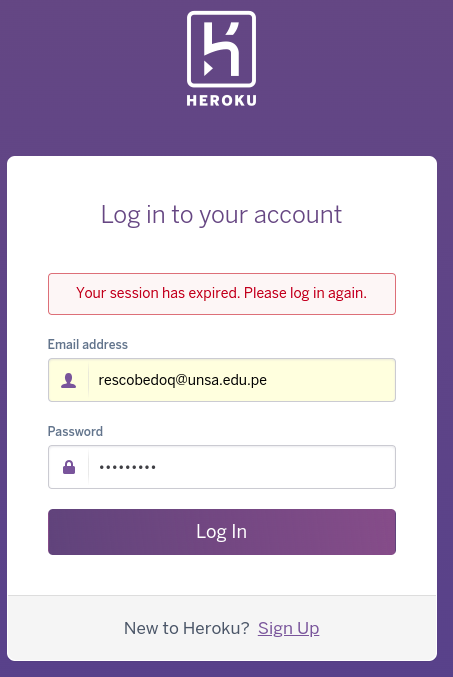 HEROKU
Log in to your account
Your session has expired. Please log in again.
Email address
rescobedoq@unsa.edu.pe
Password
•••••••••
Log In
New to Heroku? Sign Up